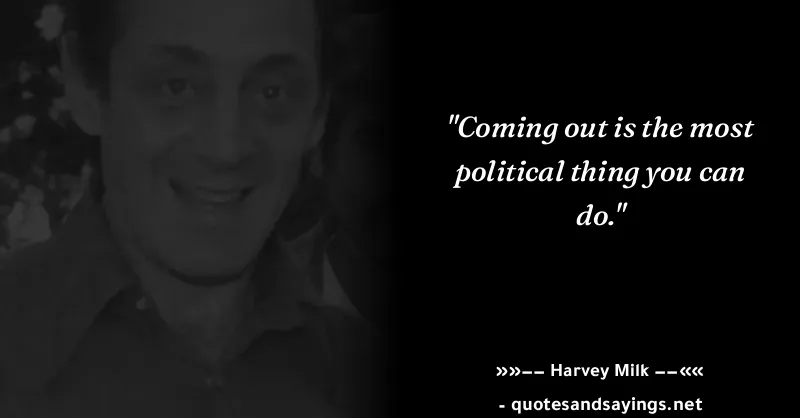 "Coming out is the most
political thing you can
do."
»»−− Harvey Milk −−««
- quotesandsayings.net